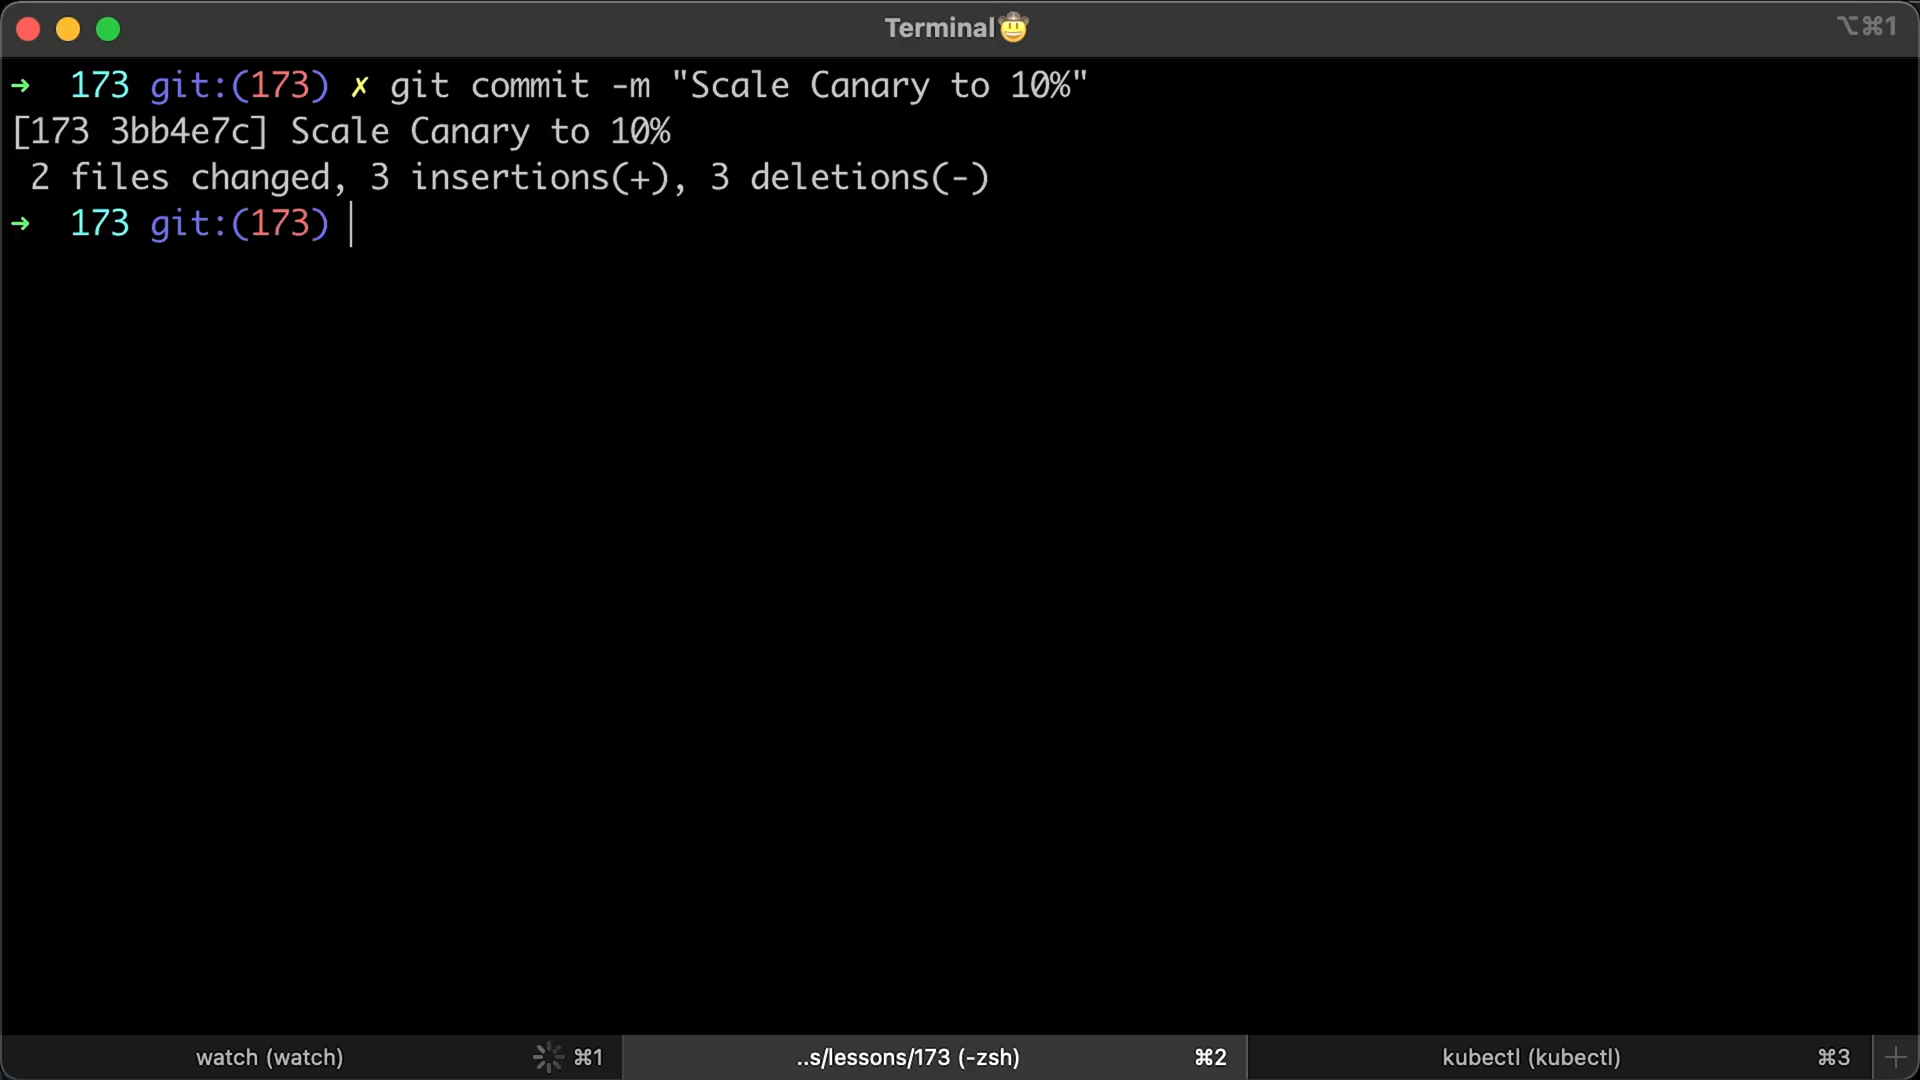 Terminal🤠
⌥⌘1
→ 173 git:(173) ✗ git commit -m "Scale Canary to 10%"
[173 3bb4e7c] Scale Canary to 10%
2 files changed, 3 insertions(+), 3 deletions(-)
→ 173 git:(173)
watch (watch) ⌘1
..s/lessons/173 (-zsh) ⌘2
kubectl (kubectl) ⌘3 +